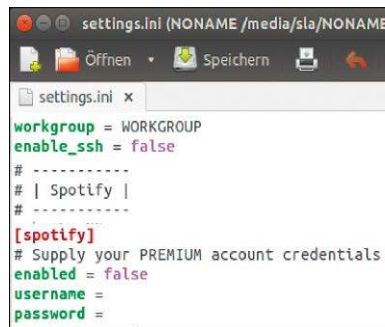 settings.ini (NONAME /media/sla/NONAME
Öffnen Speichern
settings.ini x
workgroup = WORKGROUP
enable_ssh = false
# -----------
# | Spotify |
# -----------
[spotify]
# Supply your PREMIUM account credentials
enabled = false
username =
password =